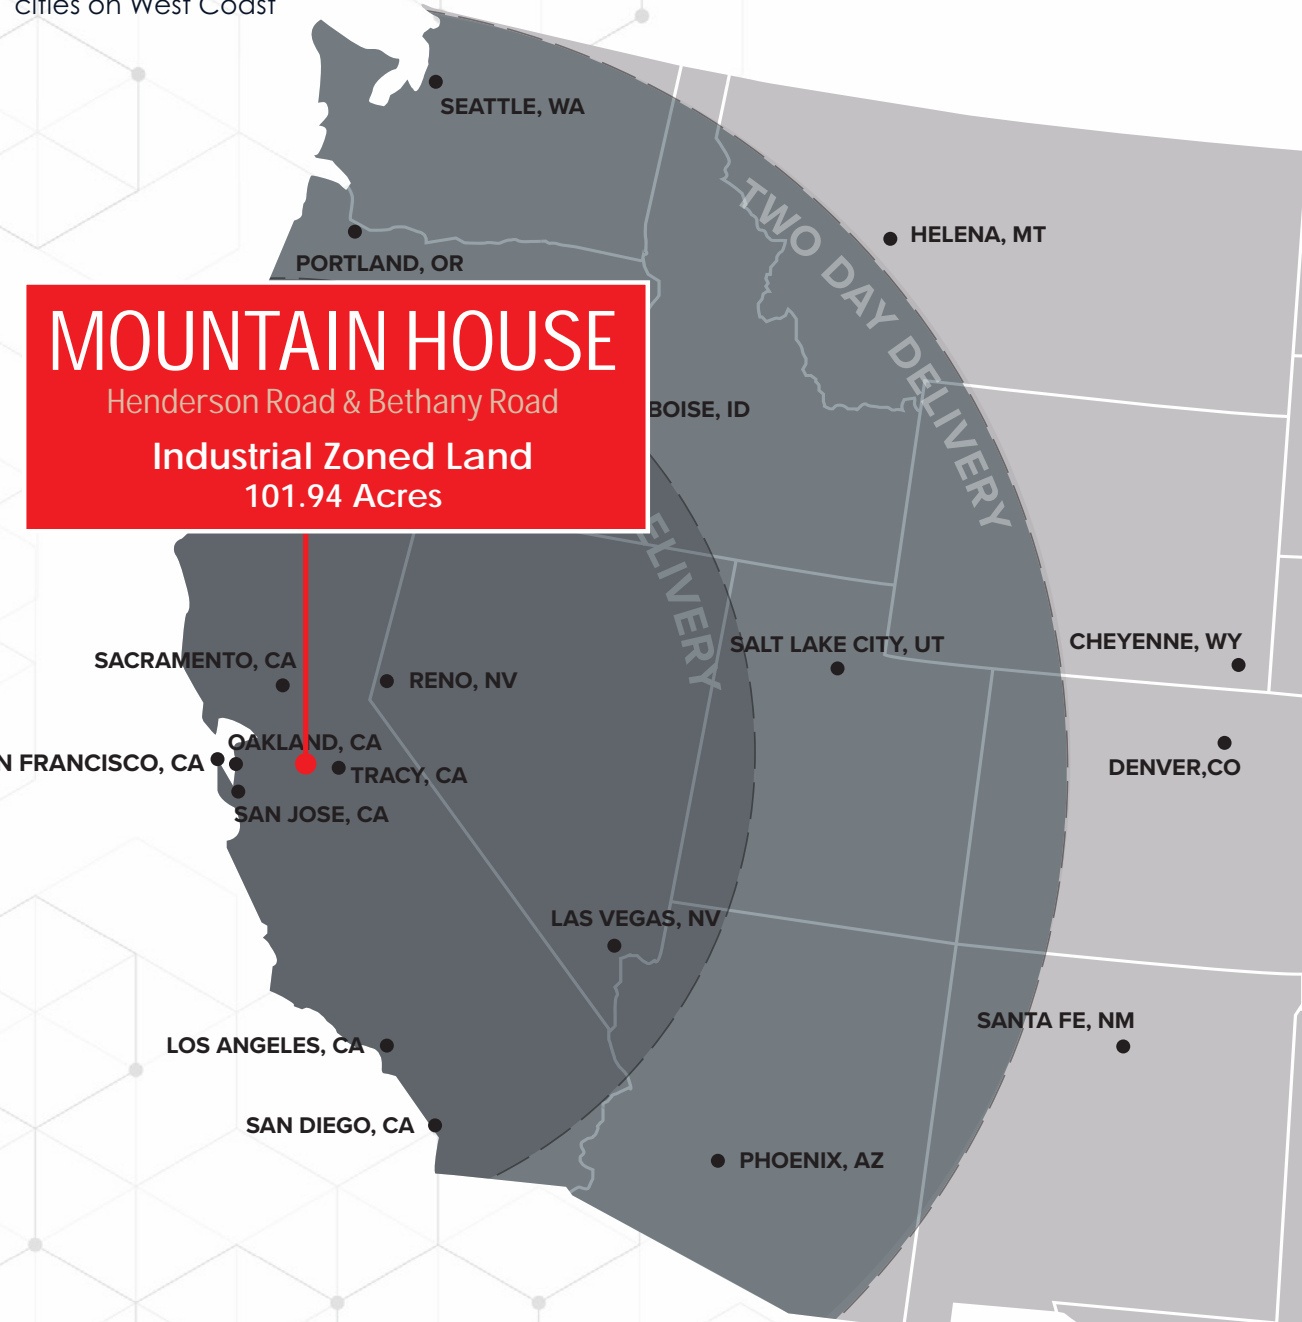 cities on West Coast
SEATTLE, WA
PORTLAND, OR
TWO DAY DELIVERY
HELENA, MT
MOUNTAIN HOUSE
Henderson Road & Bethany Road
Industrial Zoned Land
101.94 Acres
BOISE, ID
ELIVERY
SALT LAKE CITY, UT
CHEYENNE, WY
SACRAMENTO, CA
RENO, NV
OAKLAND, CA
N FRANCISCO, CA
TRACY, CA
DENVER,CO
SAN JOSE, CA
LAS VEGAS, NV
SANTA FE, NM
LOS ANGELES, CA
SAN DIEGO, CA
PHOENIX, AZ